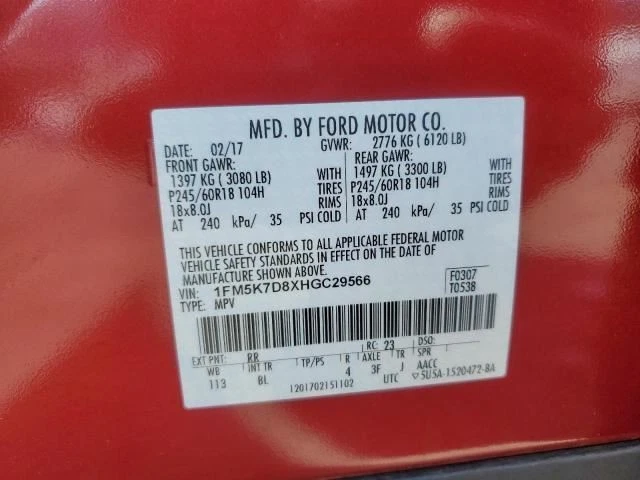 MFD. BY FORD MOTOR CO.
DATE: 02/17 GVWR: 2776 KG ( 6120 LB)
FRONT GAWR: REAR GAWR:
1397 KG ( 3080 LB) WITH 1497 KG ( 3300 LB) WITH
P245/60R18 104H TIRES P245/60R18 104H TIRES
18x8.0J RIMS 18x8.0J RIMS
AT 240 kPa/ 35 PSI COLD AT 240 kPa/ 35 PSI COLD
THIS VEHICLE CONFORMS TO ALL APPLICABLE FEDERAL MOTOR
VEHICLE SAFETY STANDARDS IN EFFECT ON THE DATE OF
MANUFACTURE SHOWN ABOVE.
VIN: 1FM5K7D8XHGC29566 F0307
TYPE: MPV T0538
EXT PNT: RR RC: 23 DSO:
WB INT TR TP/PS R AXLE TR SPR
113 BL 4 3F J AACC
1201702151102 UTC ▽5U5A-1520472-BA